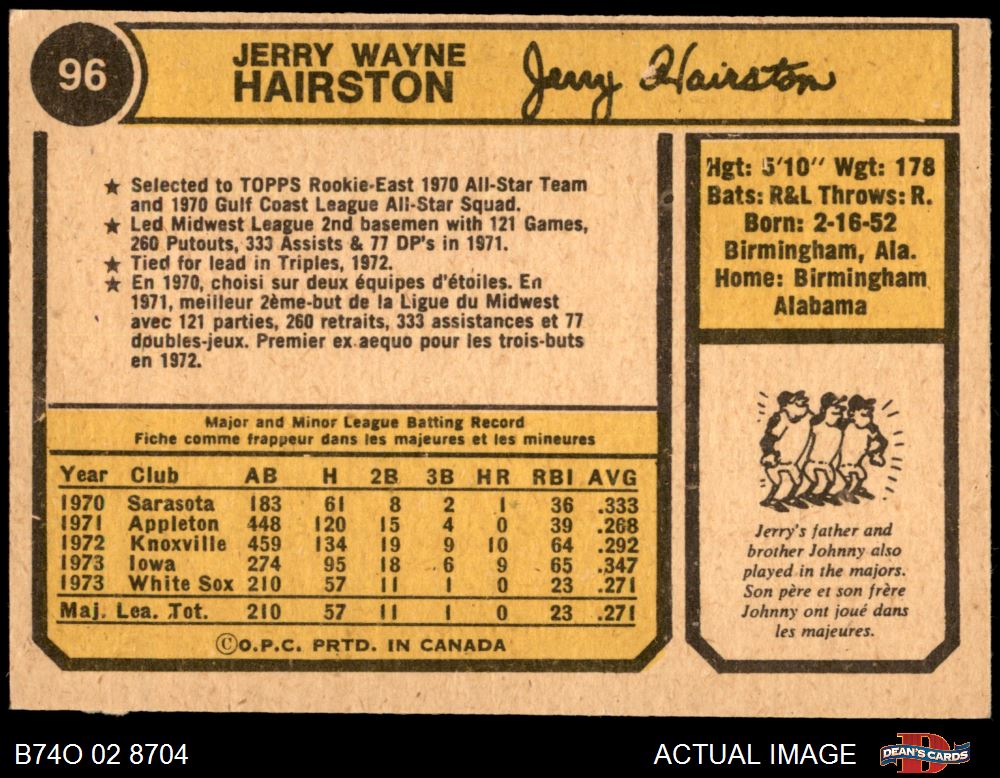 96
JERRY WAYNE
HAIRSTON
Jerry Hairston
★ Selected to TOPPS Rookie-East 1970 All-Star Team
and 1970 Gulf Coast League All-Star Squad.
★ Led Midwest League 2nd basemen with 121 Games,
260 Putouts, 333 Assists & 77 DP's in 1971.
★ Tied for lead in Triples, 1972.
★ En 1970, choisi sur deux équipes d'étoiles. En
1971, meilleur 2ème-but de la Ligue du Midwest
avec 121 parties, 260 retraits, 333 assistances et 77
doubles-jeux. Premier ex aequo pour les trois-buts
en 1972.
Major and Minor League Batting Record
Fiche comme frappeur dans les majeures et les mineures
Year Club AB H 2B 3B HR RBI AVG
1970 Sarasota 183 61 8 2 1 36 .333
1971 Appleton 448 120 15 4 0 39 .268
1972 Knoxville 459 134 19 9 10 64 .292
1973 Iowa 274 95 18 6 9 65 .347
1973 White Sox 210 57 11 1 0 23 .271
Maj. Lea. Tot. 210 57 11 1 0 23 .271
©O.P.C. PRTD. IN CANADA
Hgt: 5'10" Wgt: 178
Bats: R&L Throws: R.
Born: 2-16-52
Birmingham, Ala.
Home: Birmingham
Alabama
Jerry's father and
brother Johnny also
played in the majors.
Son père et son frère
Johnny ont joué dans
les majeures.
B74O 02 8704
ACTUAL IMAGE
DEAN'S CARDS